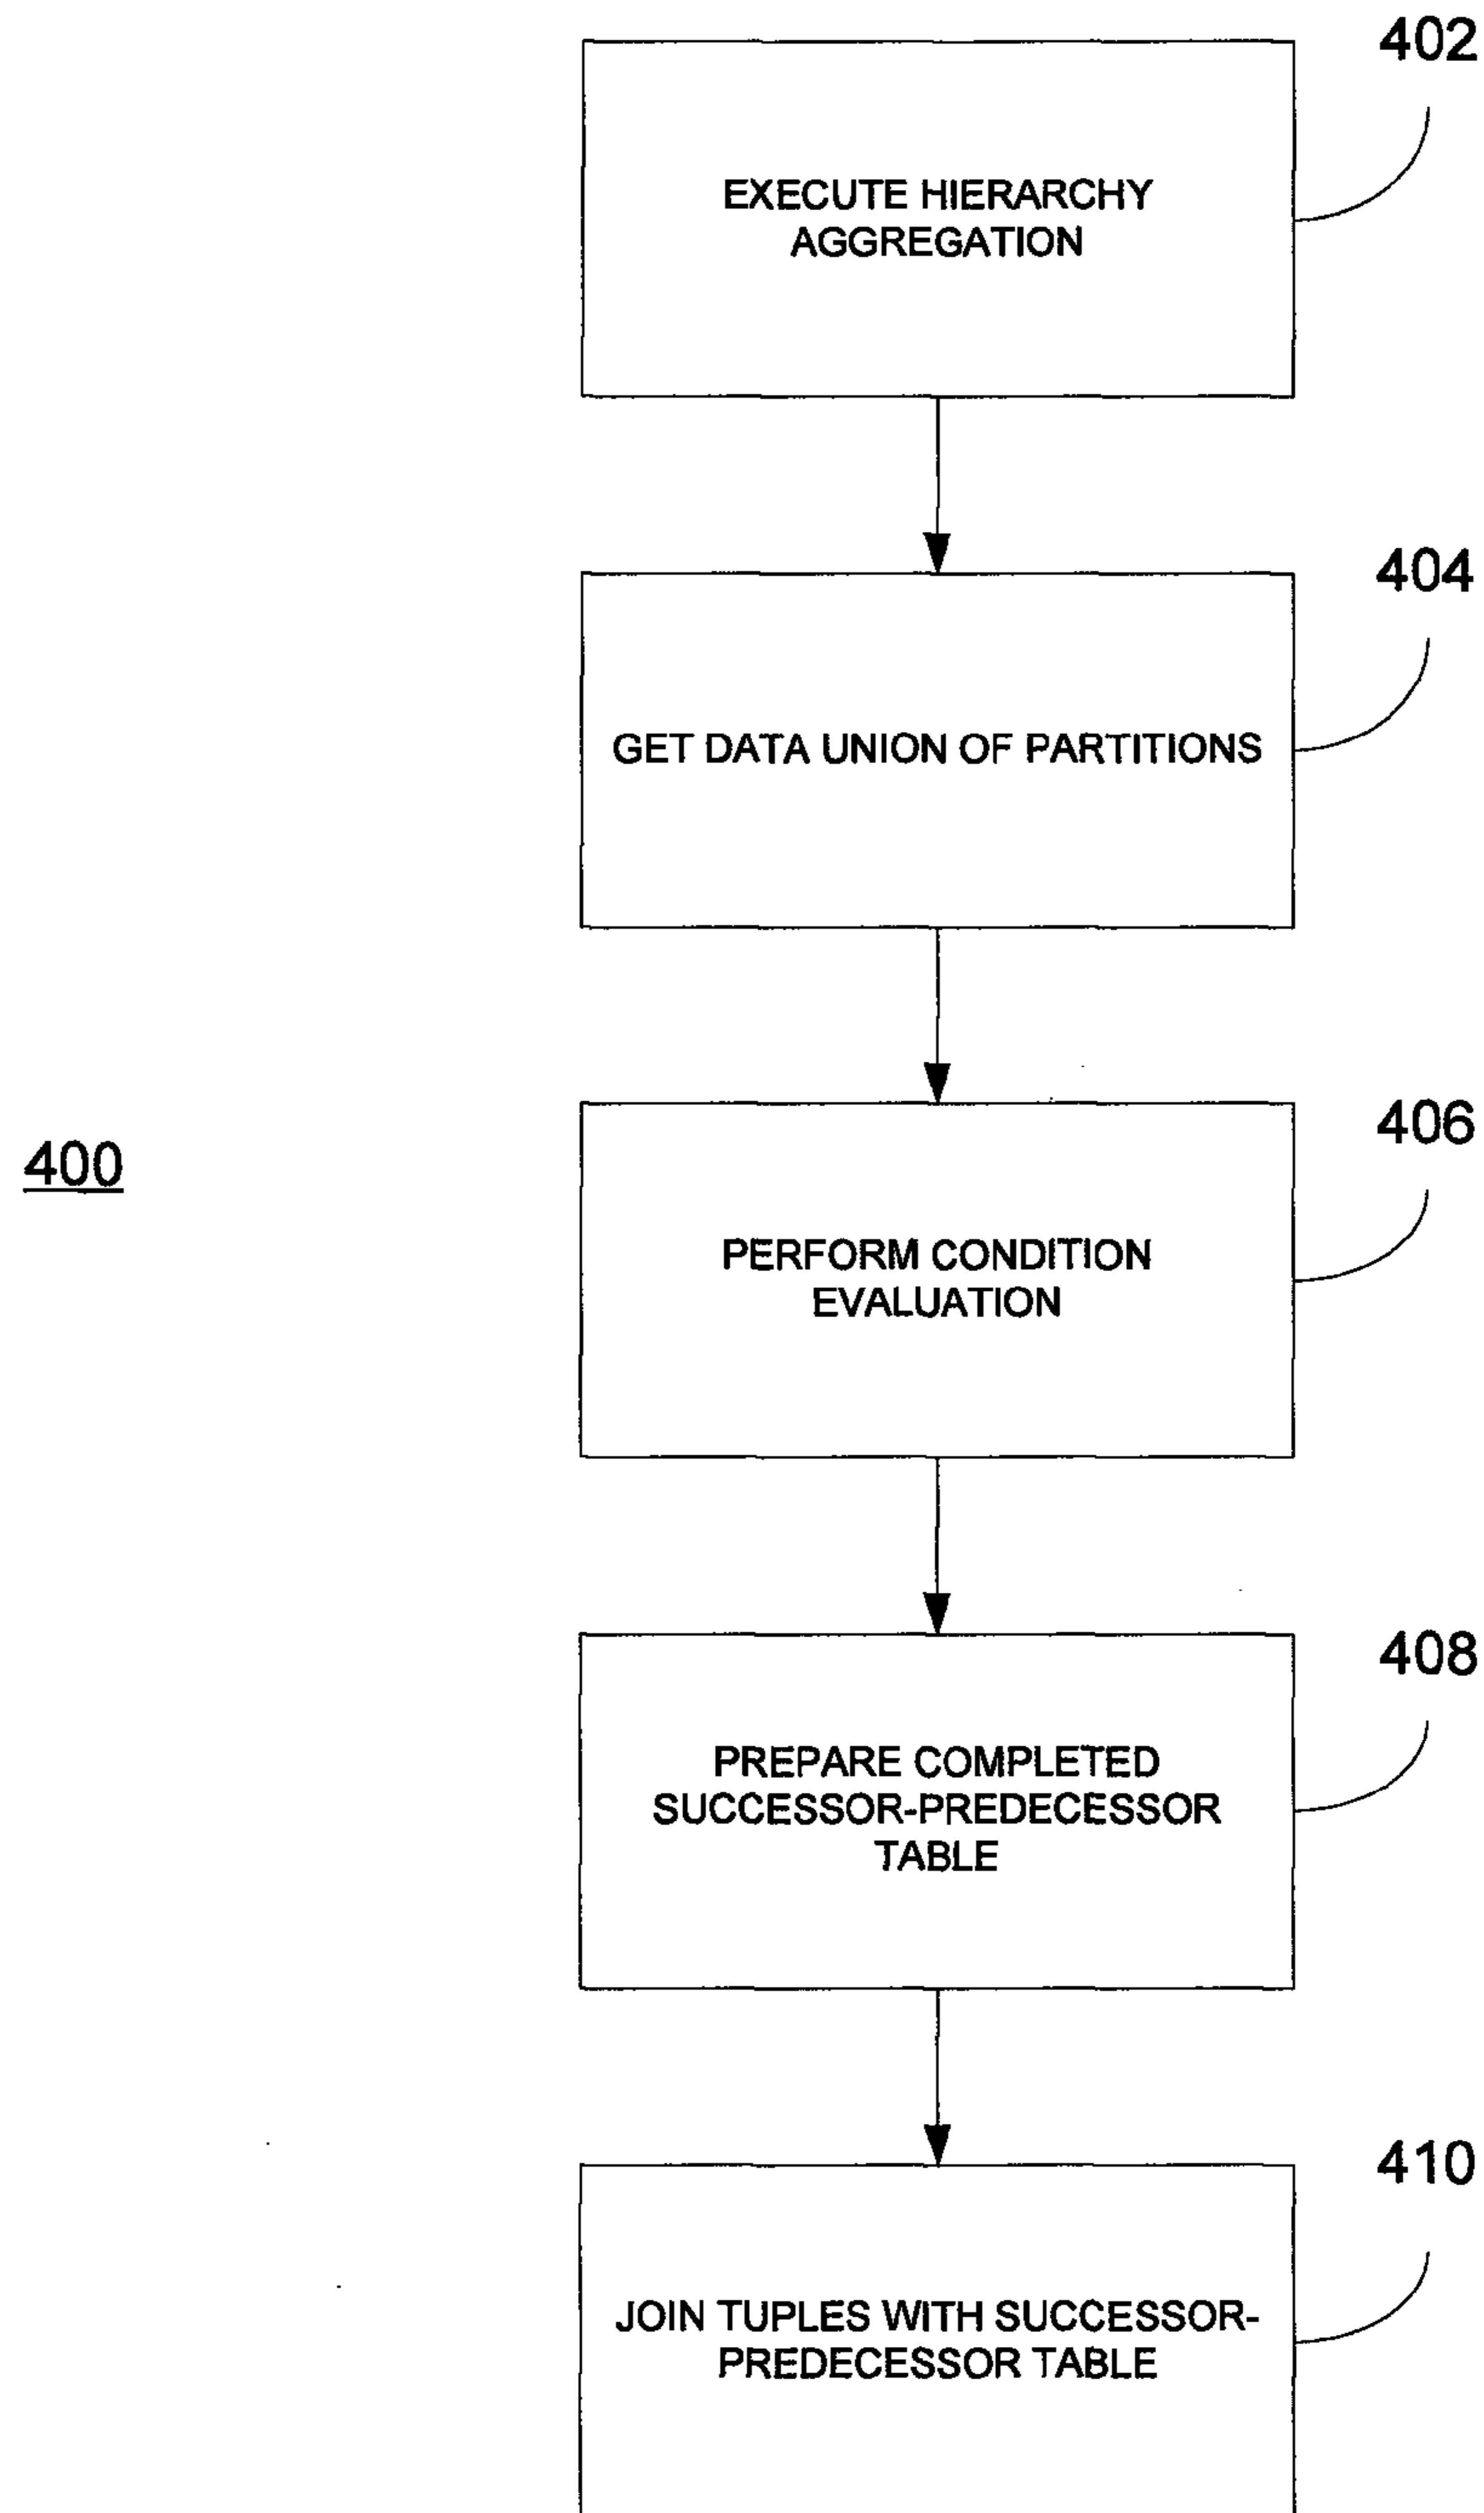 402
EXECUTE HIERARCHY
AGGREGATION
404
GET DATA UNION OF PARTITIONS
406
400
PERFORM CONDITION
EVALUATION
408
PREPARE COMPLETED
SUCCESSOR-PREDECESSOR
TABLE
410
JOIN TUPLES WITH SUCCESSOR-
PREDECESSOR TABLE